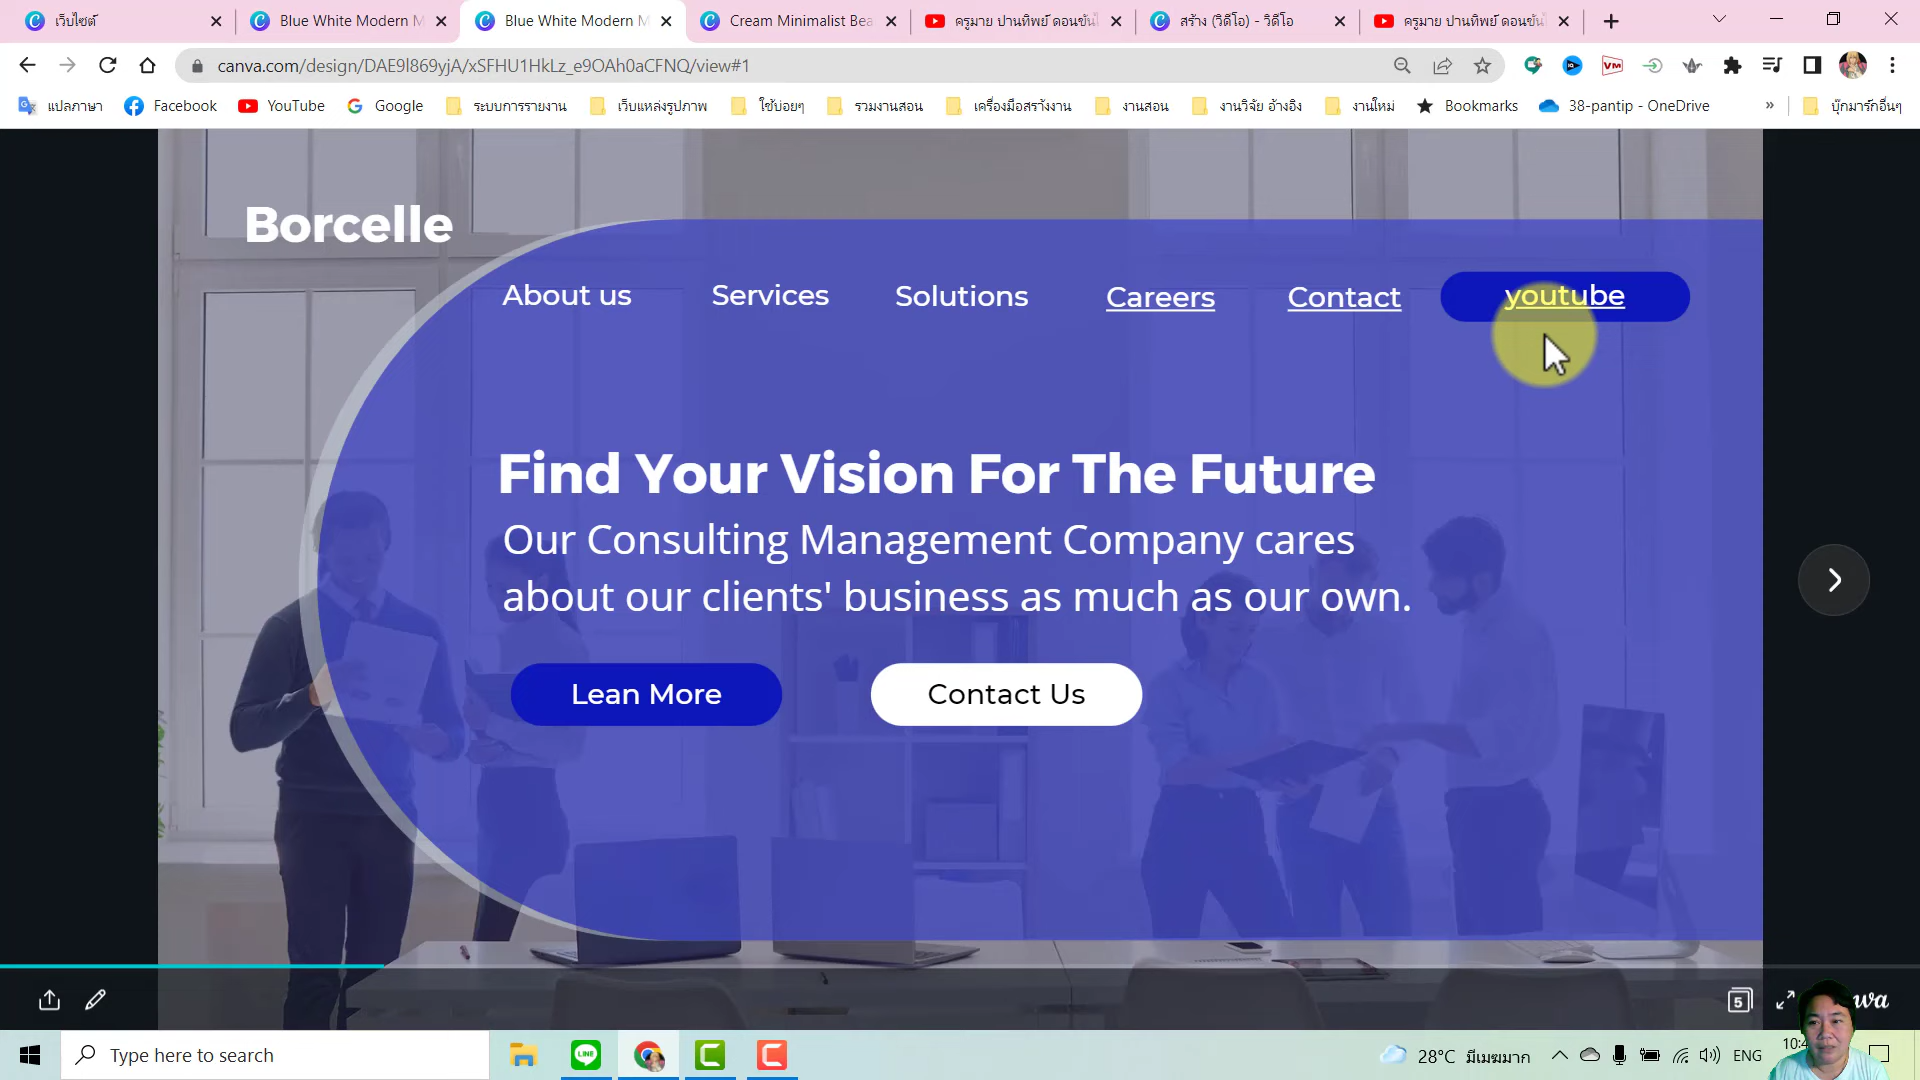 เว็บไซต์
Blue White Modern M
Blue White Modern M
Cream Minimalist Bea
ครูมาย ปานทิพย์ ดอนขันไ
สร้าง (วิดีโอ) - วิดีโอ
ครูมาย ปานทิพย์ ดอนขันไ
canva.com/design/DAE9l869yjA/xSFHU1HkLz_e9OAh0aCFNQ/view#1
แปลภาษา
Facebook
YouTube
Google
ระบบการรายงาน
เว็บแหล่งรูปภาพ
ใช้บ่อยๆ
รวมงานสอน
เครื่องมือสร้างงาน
งานสอน
งานวิจัย อ้างอิง
งานใหม่
Bookmarks
38-pantip - OneDrive
»
บุ๊กมาร์กอื่นๆ
Borcelle
About us
Services
Solutions
Careers
Contact
youtube
Find Your Vision For The Future
Our Consulting Management Company cares
about our clients' business as much as our own.
Lean More
Contact Us
5
Type here to search
LINE
28°C มีเมฆมาก
ENG